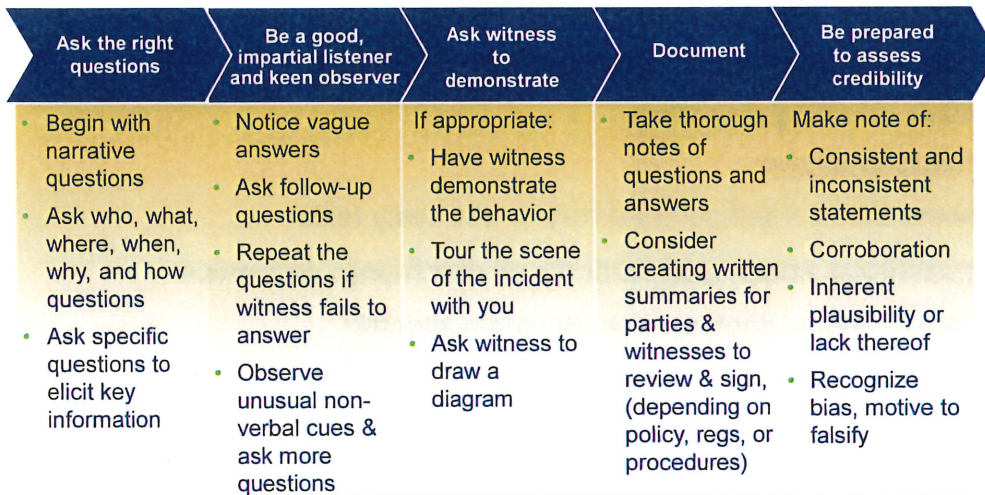 Ask the right
questions
Be a good,
impartial listener
and keen observer
Ask witness
to
demonstrate
Document
Be prepared
to assess
credibility
• Begin with
narrative
questions
• Ask who, what,
where, when,
why, and how
questions
• Ask specific
questions to
elicit key
information
• Notice vague
answers
• Ask follow-up
questions
• Repeat the
questions if
witness fails to
answer
• Observe
unusual non-
verbal cues &
ask more
questions
If appropriate:
• Have witness
demonstrate
the behavior
• Tour the scene
of the incident
with you
• Ask witness to
draw a
diagram
• Take thorough
notes of
questions and
answers
• Consider
creating written
summaries for
parties &
witnesses to
review & sign,
(depending on
policy, regs, or
procedures)
Make note of:
• Consistent and
inconsistent
statements
• Corroboration
• Inherent
plausibility or
lack thereof
• Recognize
bias, motive to
falsify